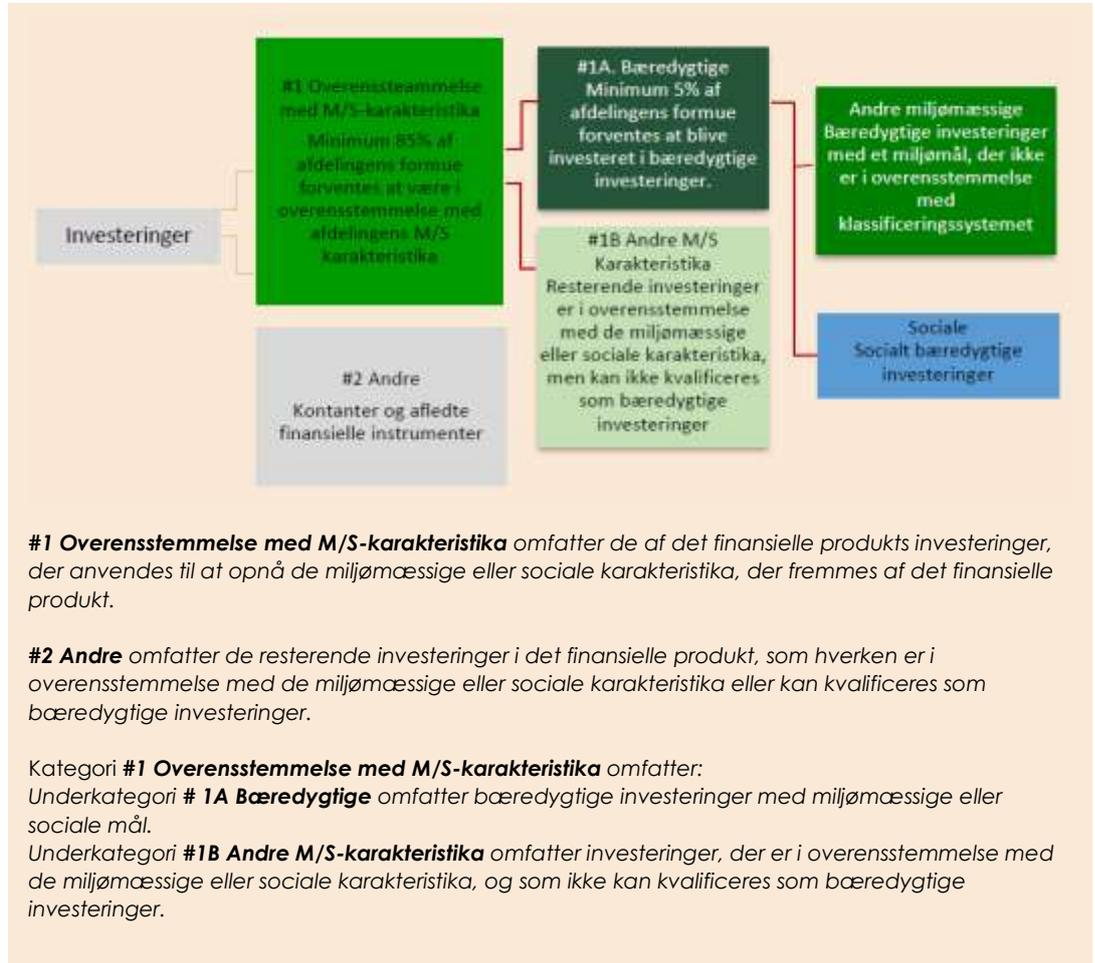 Investeringer
#1 Overenssteammelse
med M/S-karakteristika
Minimum 85% af
afdelingens formue
forventes at være i
overensstemmelse med
afdelingens M/S
karakteristika
#2 Andre
Kontanter og afledte
finansielle instrumenter
#1A. Bæredygtige
Minimum 5% af
afdelingens formue
forventes at blive
investeret i bæredygtige
investeringer.
#1B Andre M/S
Karakteristika
Resterende investeringer
er i overensstemmelse
med de miljømæssige
eller sociale karakteristika,
men kan ikke kvalificeres
som bæredygtige
investeringer
Andre miljømæssige
Bæredygtige investeringer
med et miljømål, der ikke
er i overensstemmelse
med
klassificeringssystemet
Sociale
Socialt bæredygtige
investeringer
#1 Overensstemmelse med M/S-karakteristika omfatter de af det finansielle produkts investeringer,
der anvendes til at opnå de miljømæssige eller sociale karakteristika, der fremmes af det finansielle
produkt.
#2 Andre omfatter de resterende investeringer i det finansielle produkt, som hverken er i
overensstemmelse med de miljømæssige eller sociale karakteristika eller kan kvalificeres som
bæredygtige investeringer.
Kategori #1 Overensstemmelse med M/S-karakteristika omfatter:
Underkategori # 1A Bæredygtige omfatter bæredygtige investeringer med miljømæssige eller
sociale mål.
Underkategori #1B Andre M/S-karakteristika omfatter investeringer, der er i overensstemmelse med
de miljømæssige eller sociale karakteristika, og som ikke kan kvalificeres som bæredygtige
investeringer.